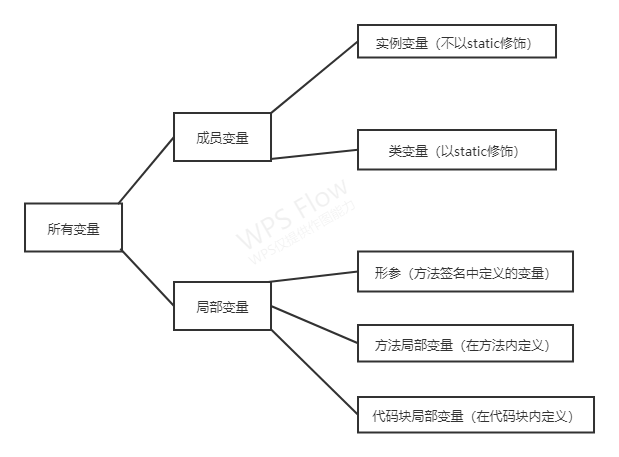 实例变量（不以static修饰）
成员变量
类变量（以static修饰）
WPS Flow
所有变量
形参（方法签名中定义的变量）
局部变量
方法局部变量（在方法内定义）
代码块局部变量（在代码块内定义）